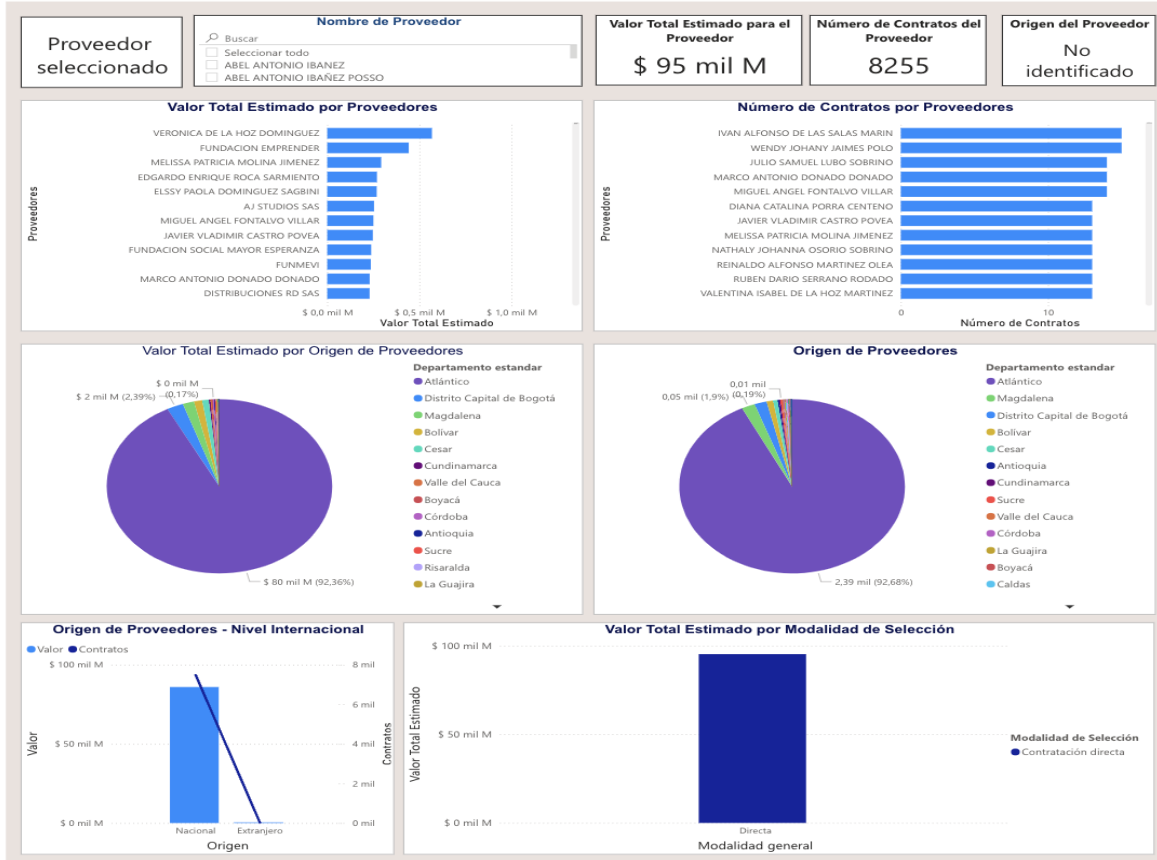 Proveedor
seleccionado
Nombre de Proveedor
Buscar
Seleccionar todo
ABEL ANTONIO IBANEZ
ABEL ANTONIO IBAÑEZ POSSO
Valor Total Estimado para el
Proveedor
$ 95 mil M
Número de Contratos del
Proveedor
8255
Origen del Proveedor
No
identificado
Valor Total Estimado por Proveedores
Proveedores
VERONICA DE LA HOZ DOMINGUEZ
FUNDACION EMPRENDER
MELISSA PATRICIA MOLINA JIMENEZ
EDGARDO ENRIQUE ROCA SARMIENTO
ELSSY PAOLA DOMINGUEZ SAGBINI
AJ STUDIOS SAS
MIGUEL ANGEL FONTALVO VILLAR
JAVIER VLADIMIR CASTRO POVEA
FUNDACION SOCIAL MAYOR ESPERANZA
FUNMEVI
MARCO ANTONIO DONADO DONADO
DISTRIBUCIONES RD SAS
$ 0,0 mil M $ 0,5 mil M $ 1,0 mil M
Valor Total Estimado
Número de Contratos por Proveedores
Proveedores
IVAN ALFONSO DE LAS SALAS MARIN
WENDY JOHANY JAIMES POLO
JULIO SAMUEL LUBO SOBRINO
MARCO ANTONIO DONADO DONADO
MIGUEL ANGEL FONTALVO VILLAR
DIANA CATALINA PORRA CENTENO
JAVIER VLADIMIR CASTRO POVEA
MELISSA PATRICIA MOLINA JIMENEZ
NATHALY JOHANNA OSORIO SOBRINO
REINALDO ALFONSO MARTINEZ OLEA
RUBEN DARIO SERRANO RODADO
VALENTINA ISABEL DE LA HOZ MARTINEZ
0 10
Número de Contratos
Valor Total Estimado por Origen de Proveedores
$ 0 mil M
(0,17%)
$ 2 mil M (2,39%)
$ 80 mil M (92,36%)
Departamento estandar
Atlántico
Distrito Capital de Bogotá
Magdalena
Bolívar
Cesar
Cundinamarca
Valle del Cauca
Boyacá
Córdoba
Antioquia
Sucre
Risaralda
La Guajira
Origen de Proveedores
0,01 mil
(0,19%)
0,05 mil (1,9%)
2,39 mil (92,68%)
Departamento estandar
Atlántico
Magdalena
Distrito Capital de Bogotá
Bolívar
Cesar
Antioquia
Cundinamarca
Sucre
Valle del Cauca
Córdoba
La Guajira
Boyacá
Caldas
Origen de Proveedores - Nivel Internacional
Valor Contratos
$ 100 mil M
$ 50 mil M
$ 0 mil M
Valor
8 mil
6 mil
4 mil
2 mil
0 mil
Contratos
Nacional Extranjero
Origen
Valor Total Estimado por Modalidad de Selección
Valor Total Estimado
$ 100 mil M
$ 50 mil M
$ 0 mil M
Directa
Modalidad general
Modalidad de Selección
Contratación directa